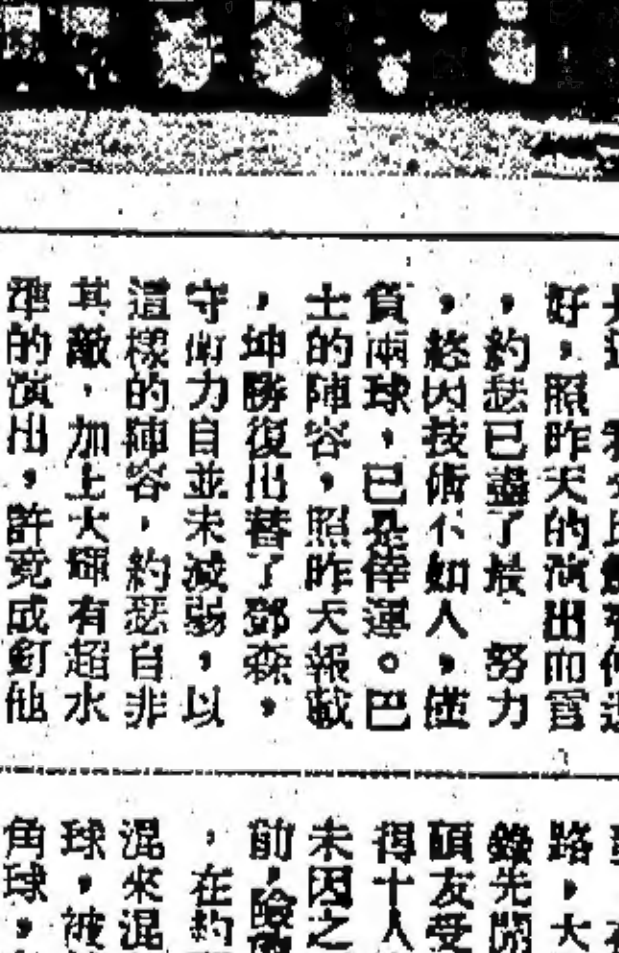 好，照昨天的演出而言
，約瑟已盡了最 努力
，終因技術不如人，僅
負兩球，已是倖運。巴
士的陣容，照昨天報載
，坤勝復出替了鄧森，
守衛力自並未減弱，以
這樣的陣容，約瑟自非
其敵，加上大輝有超水
準的演出，許竟成釘他
路，大
錄先開
頭友受
得十人
未因之
前，險
，在約
混來混
球，被
角球，